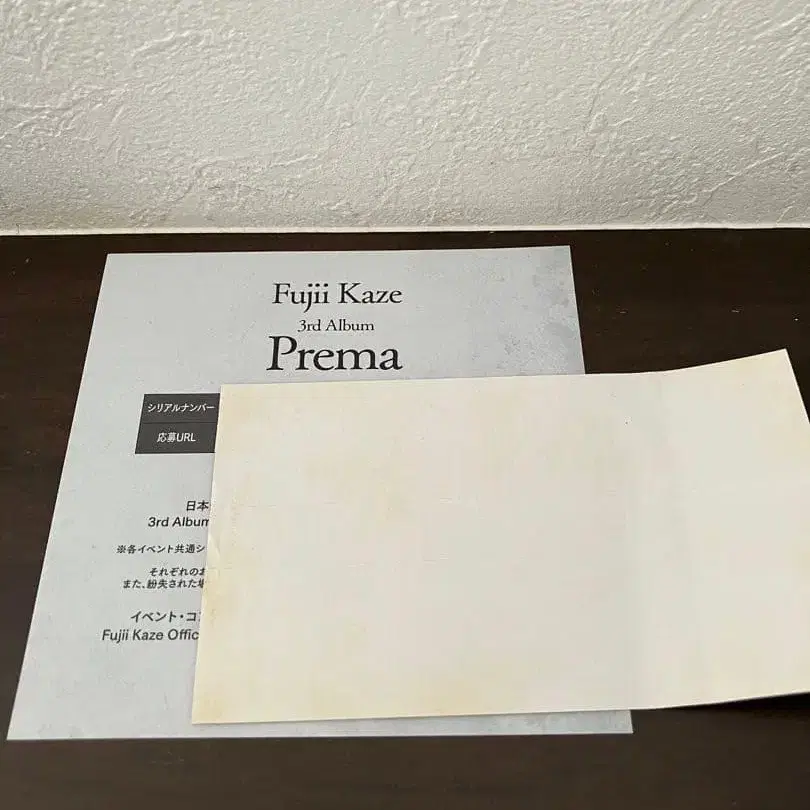 Fujii Kaze
3rd Album
Prema
シリアルナンバー
応募URL
日本
3rd Album
※各イベント共通シ
それぞれのお
また、紛失された場
イベント・コン
Fujii Kaze Offic